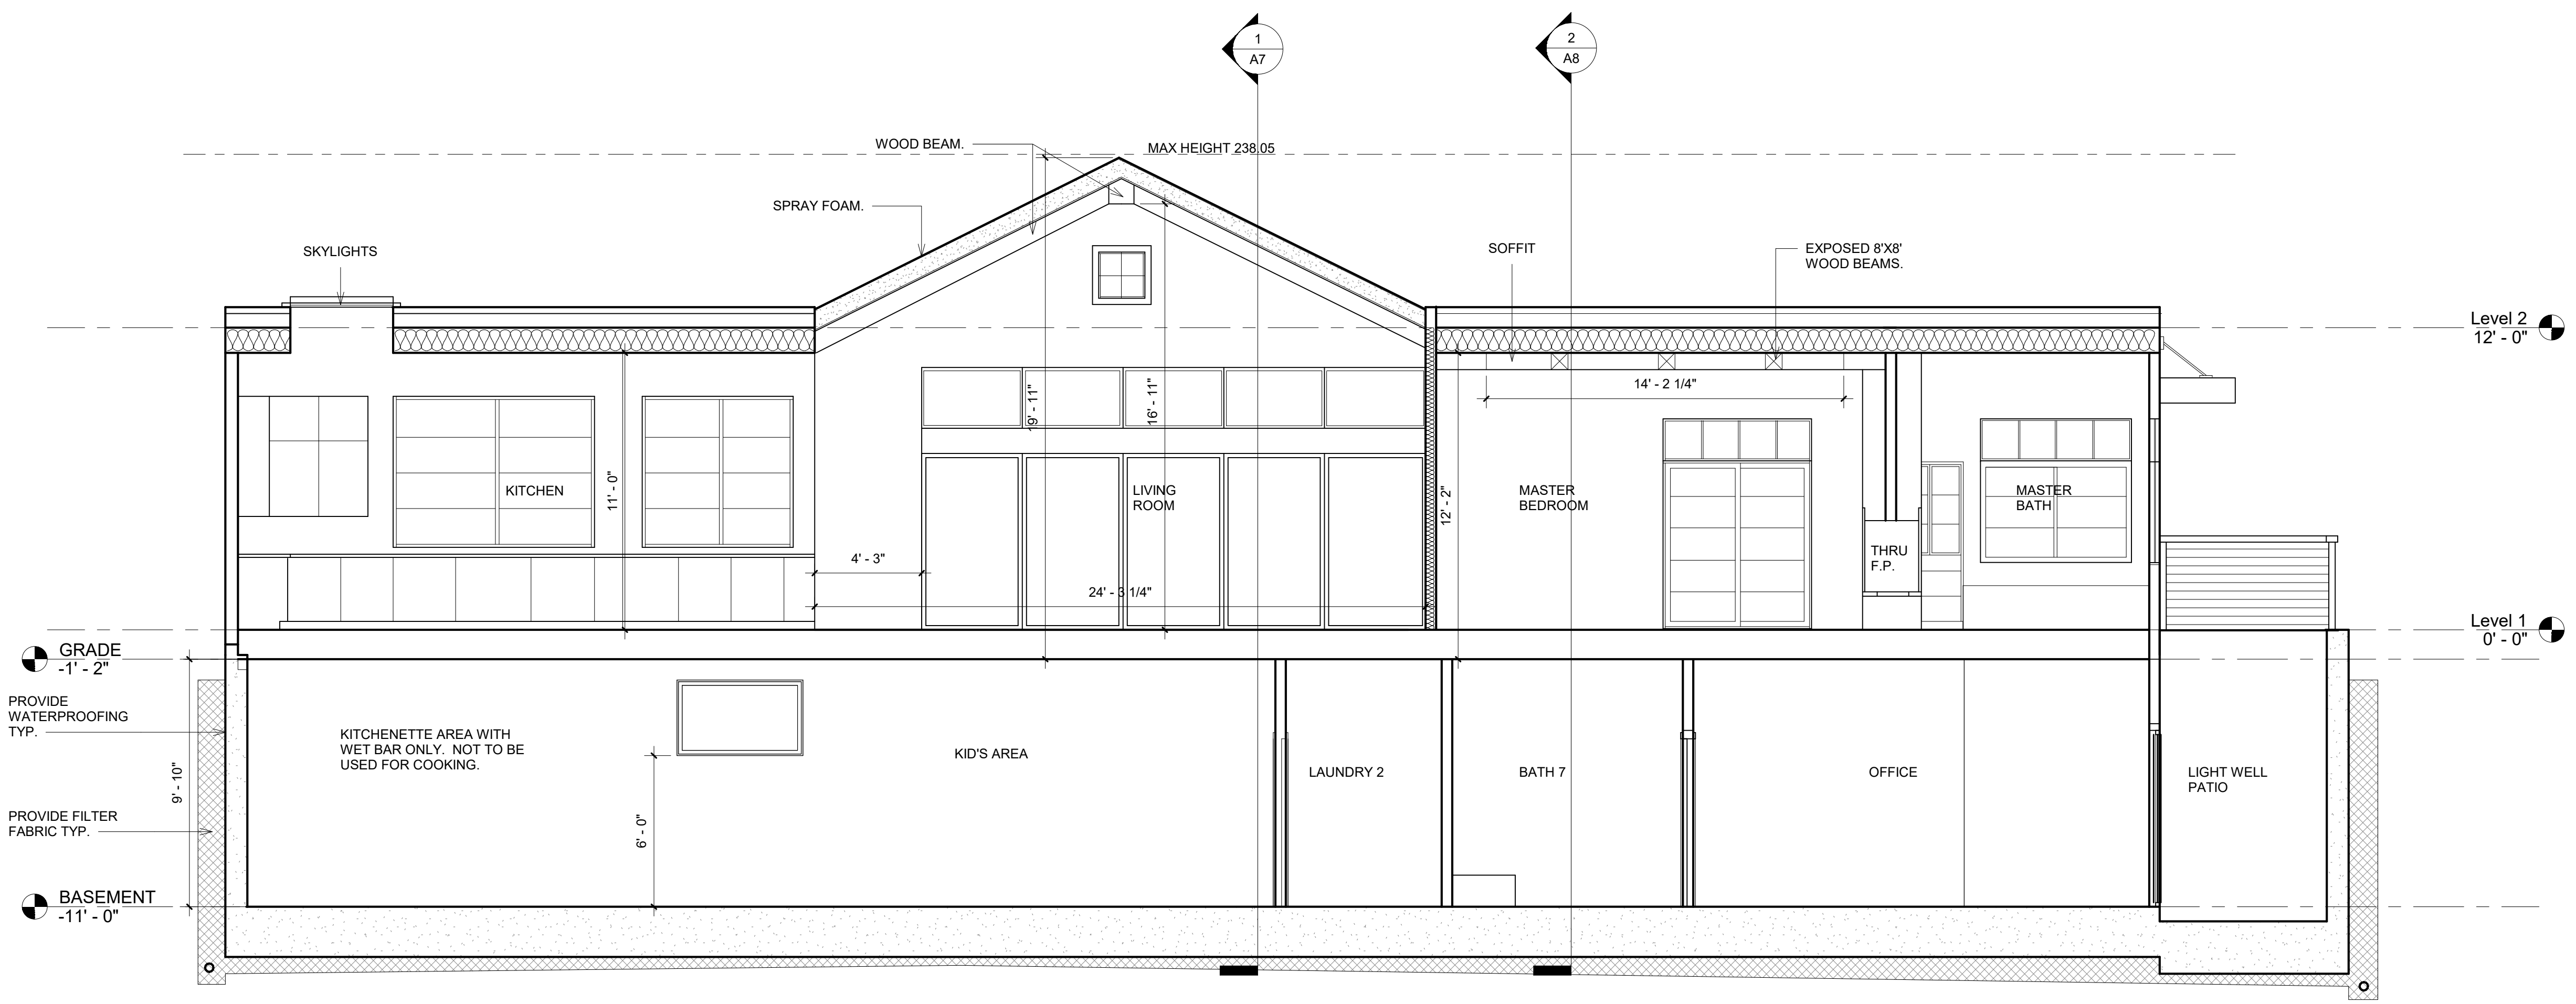 1
A7
2
A8
WOOD BEAM.
MAX HEIGHT 238.05
SPRAY FOAM.
SKYLIGHTS
SOFFIT
EXPOSED 8'X8'
WOOD BEAMS.
Level 2
12' - 0"
14' - 2 1/4"
19' - 11"
16' - 11"
KITCHEN
11' - 0"
LIVING
ROOM
12' - 2"
MASTER
BEDROOM
MASTER
BATH
4' - 3"
THRU
F.P.
24' - 3 1/4"
Level 1
0' - 0"
GRADE
-1' - 2"
PROVIDE
WATERPROOFING
TYP.
KITCHENETTE AREA WITH
WET BAR ONLY.  NOT TO BE
USED FOR COOKING.
KID'S AREA
LAUNDRY 2
BATH 7
OFFICE
LIGHT WELL
PATIO
9' - 10"
PROVIDE FILTER
FABRIC TYP.
6' - 0"
BASEMENT
-11' - 0"